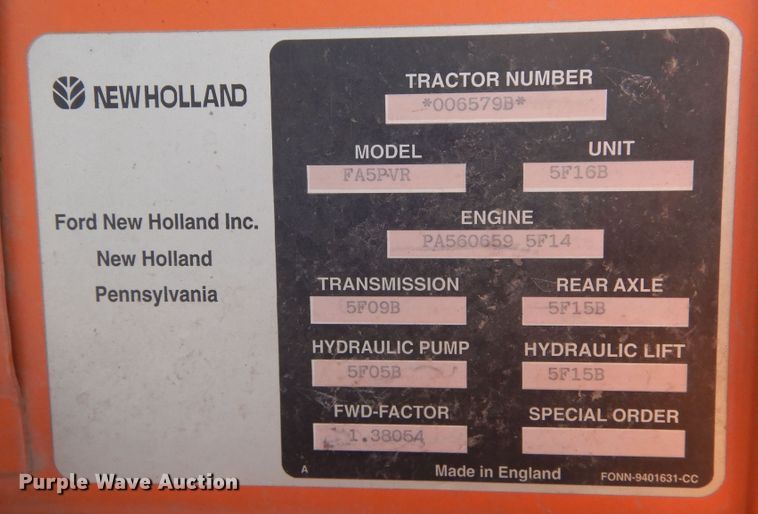 NEW HOLLAND
Ford New Holland Inc.
New Holland
Pennsylvania
TRACTOR NUMBER
*006579B*
MODEL
FA5PVR
UNIT
5F16B
ENGINE
PA560659 5F14
TRANSMISSION
5F09B
REAR AXLE
5F15B
HYDRAULIC PUMP
5F05B
HYDRAULIC LIFT
5F15B
FWD-FACTOR
1.38054
SPECIAL ORDER
A
Made in England
FONN-9401631-CC
Purple Wave Auction